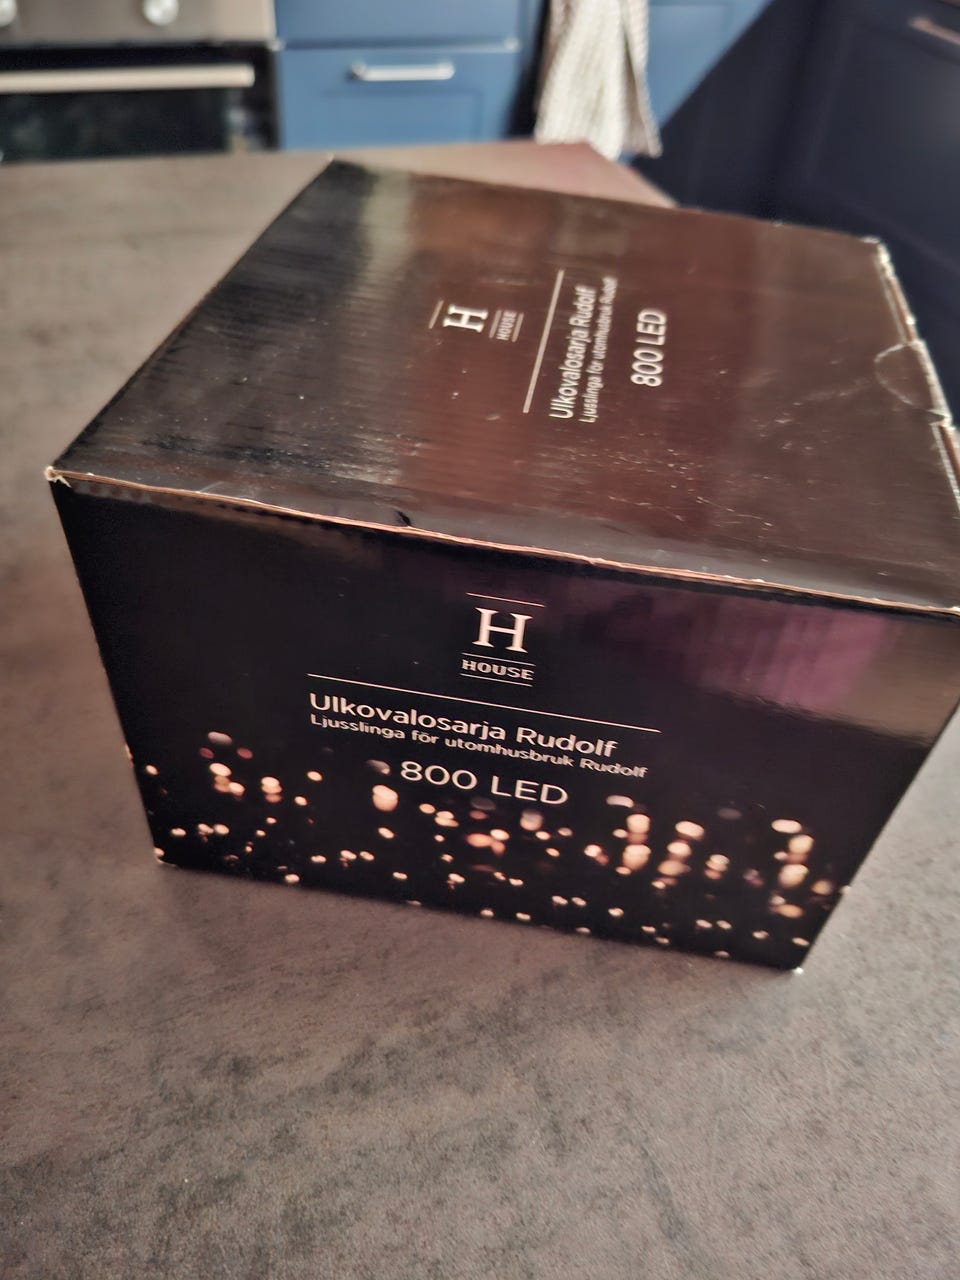 H
HOUSE
Ulkovalosarja Rudolf
Ljusslinga för utomhusbruk Rudolf
800 LED
H
HOUSE
Ulkovalosarja Rudolf
Ljusslinga för utomhusbruk Rudolf
800 LED